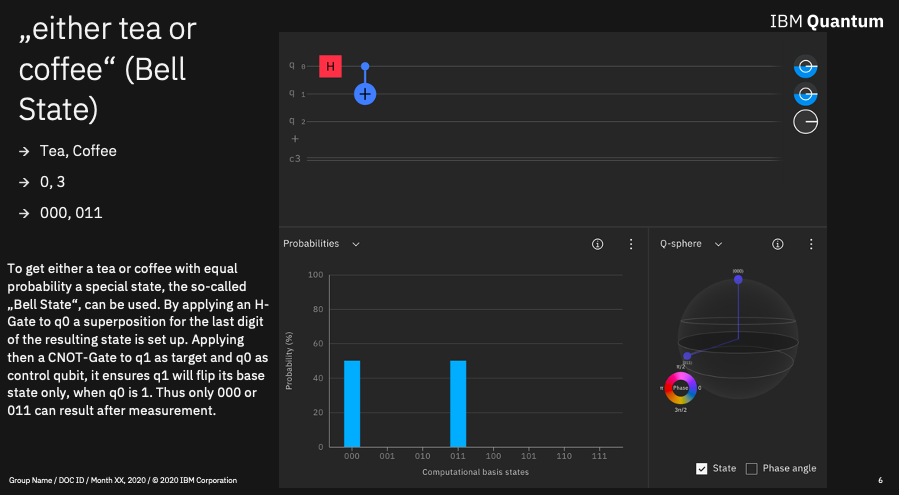 „either tea or
coffee“ (Bell
State)
→ Tea, Coffee
→ 0, 3
→ 000, 011
To get either a tea or coffee with equal
probability a special state, the so-called
„Bell State“, can be used. By applying an H-
Gate to q0 a superposition for the last digit
of the resulting state is set up. Applying
then a CNOT-Gate to q1 as target and q0 as
control qubit, it ensures q1 will flip its base
state only, when q0 is 1. Thus only 000 or
011 can result after measurement.
Group Name / DOC ID / Month XX, 2020 / © 2020 IBM Corporation
IBM Quantum
q 0 H
q 1 +
q 2
+
c3
Probabilities
100
80
60
40
20
0
Probability (%)
000 001 010 011 100 101 110 111
Computational basis states
Q-sphere
|000⟩
|011⟩
π/2
π Phase 0
3π/2
State Phase angle
6